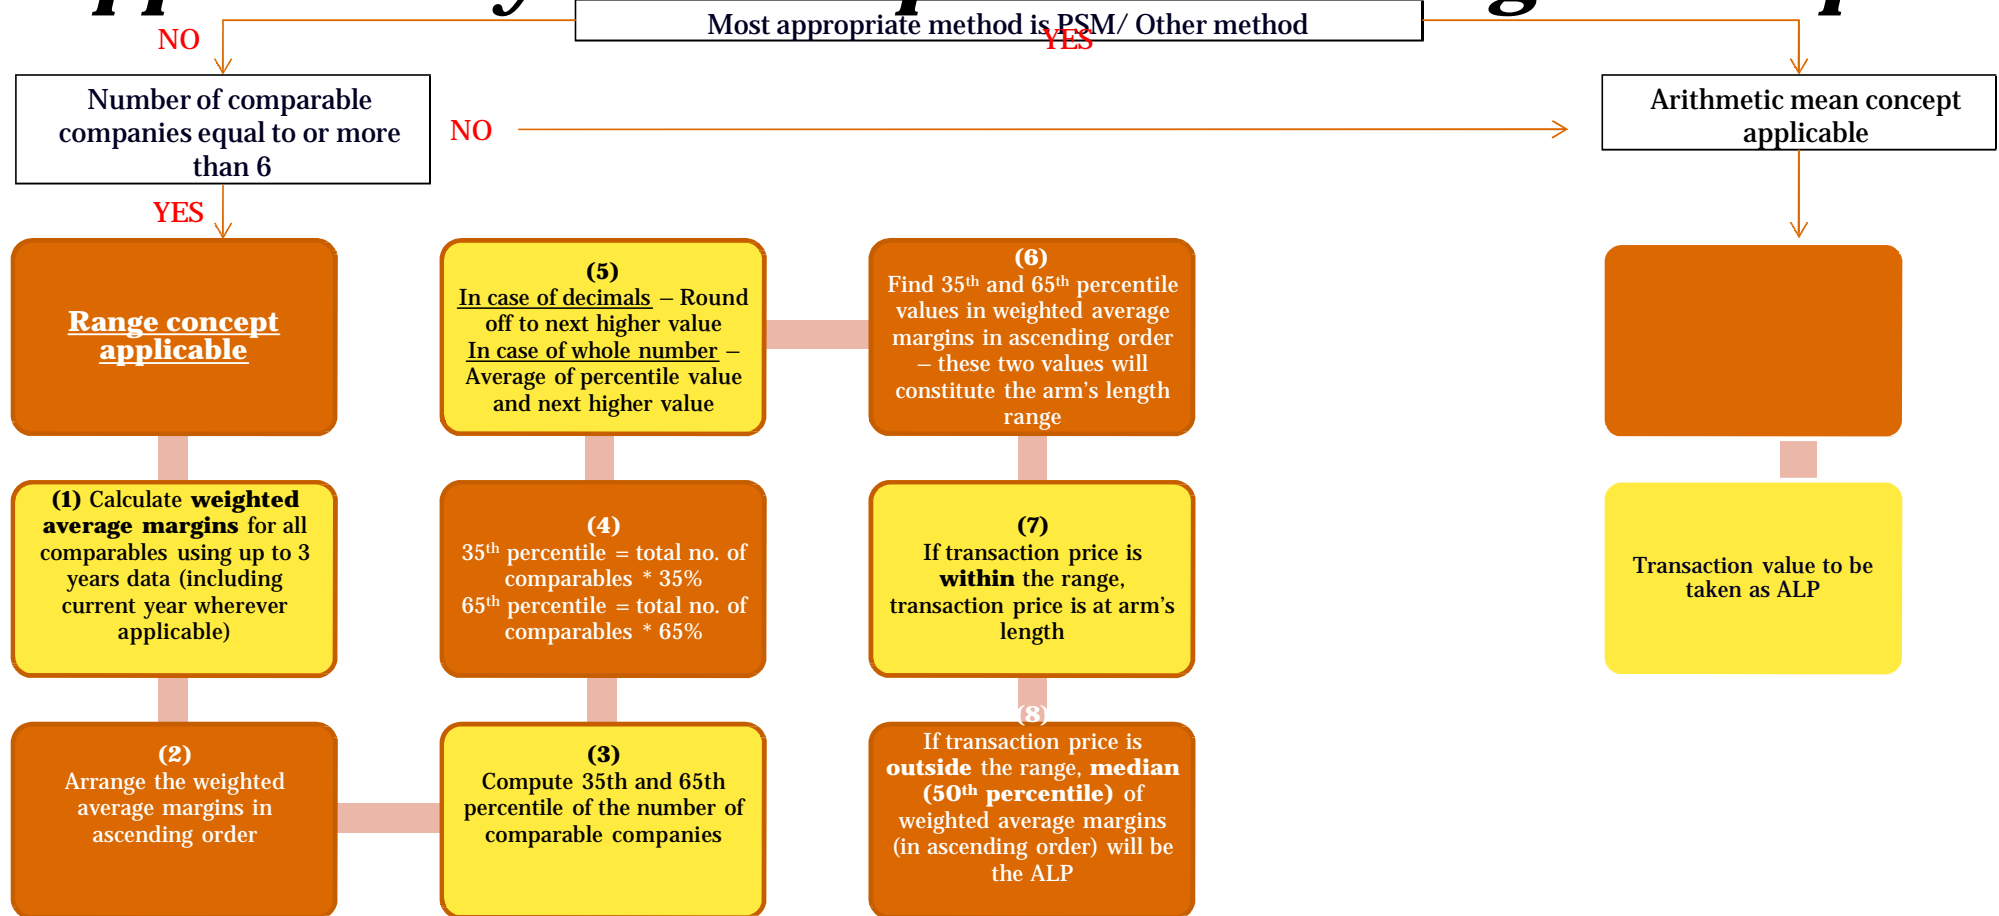 Most appropriate method is PSM/ Other method
NO
YES
Number of comparable
companies equal to or more
than 6
NO
Arithmetic mean concept
applicable
YES
Range concept
applicable
(1) Calculate weighted
average margins for all
comparables using up to 3
years data (including
current year wherever
applicable)
(2)
Arrange the weighted
average margins in
ascending order
(3)
Compute 35th and 65th
percentile of the number of
comparable companies
(4)
35th percentile = total no. of
comparables * 35%
65th percentile = total no. of
comparables * 65%
(5)
In case of decimals – Round
off to next higher value
In case of whole number –
Average of percentile value
and next higher value
(6)
Find 35th and 65th percentile
values in weighted average
margins in ascending order
– these two values will
constitute the arm's length
range
(7)
If transaction price is
within the range,
transaction price is at arm's
length
(8)
If transaction price is
outside the range, median
(50th percentile) of
weighted average margins
(in ascending order) will be
the ALP
Transaction value to be
taken as ALP